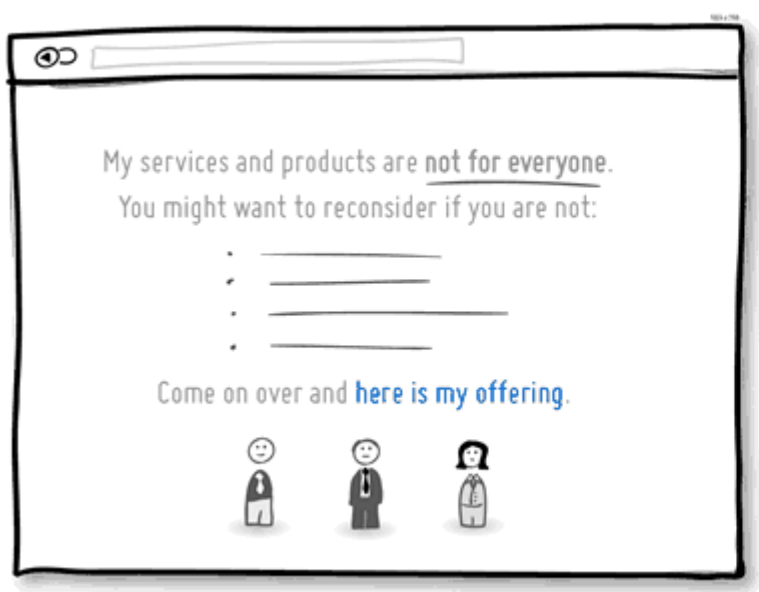 My services and products are not for everyone.
You might want to reconsider if you are not:
Come on over and here is my offering.